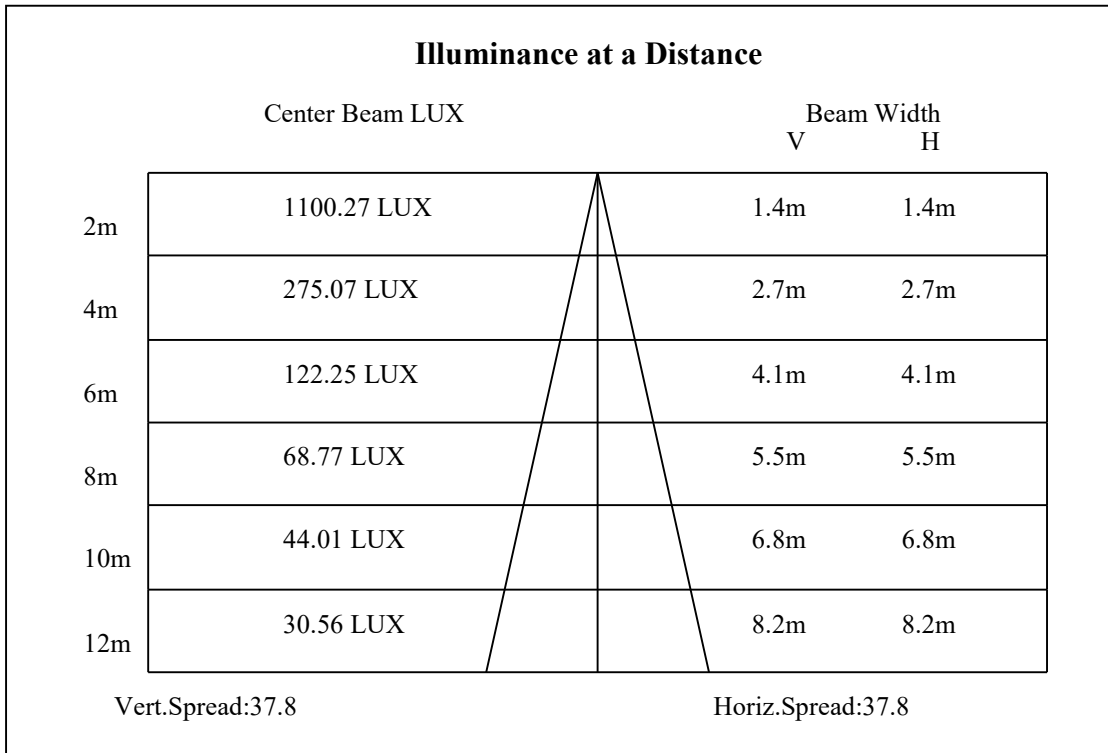 Illuminance at a Distance
Center Beam LUX Beam Width
V H
2m 1100.27 LUX 1.4m 1.4m
4m 275.07 LUX 2.7m 2.7m
6m 122.25 LUX 4.1m 4.1m
8m 68.77 LUX 5.5m 5.5m
10m 44.01 LUX 6.8m 6.8m
12m 30.56 LUX 8.2m 8.2m
Vert.Spread:37.8 Horiz.Spread:37.8